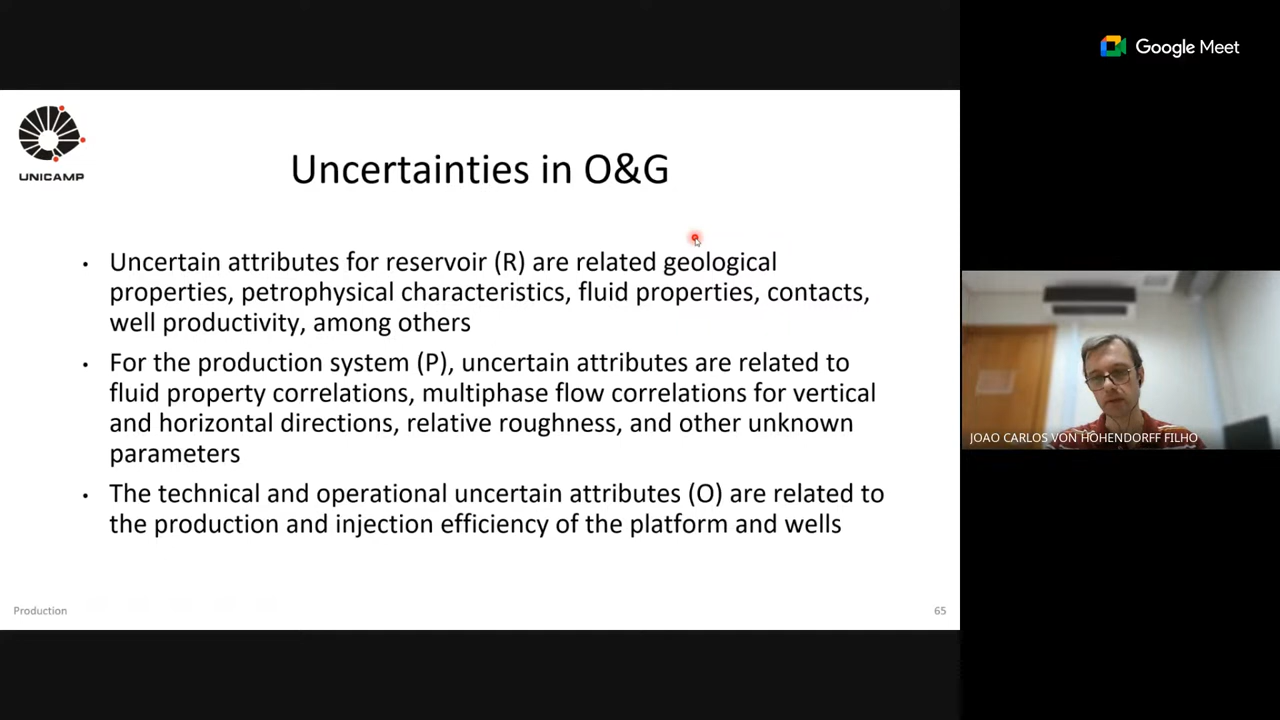 Google Meet
UNICAMP
Uncertainties in O&G
• Uncertain attributes for reservoir (R) are related geological
properties, petrophysical characteristics, fluid properties, contacts,
well productivity, among others
• For the production system (P), uncertain attributes are related to
fluid property correlations, multiphase flow correlations for vertical
and horizontal directions, relative roughness, and other unknown
parameters
• The technical and operational uncertain attributes (O) are related to
the production and injection efficiency of the platform and wells
Production
65
JOAO CARLOS VON HOHENDORFF FILHO